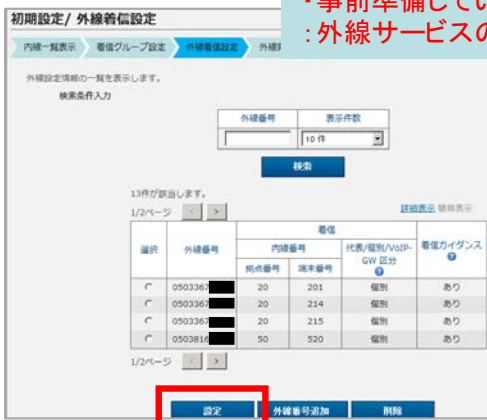 ・事前準備してい
：外線サービスの
初期設定/ 外線着信設定
内線一覧表示 着信グループ設定 外線着信設定
外線設定情報の一覧を表示します。
検索条件入力
外線番号 表示件数
10 件
検索
13件が該当します。
1/2ページ < > 詳細表示 簡易表示
着信
選択 外線番号 内線番号 代表/個別/VoIP-GW 区分 着信ガイダンス
拠点番号 端末番号
0503367 20 201 個別 あり
0503367 20 214 個別 あり
0503367 20 215 個別 あり
0503816 50 520 個別 あり
1/2ページ < >
設定 外線番号追加 削除